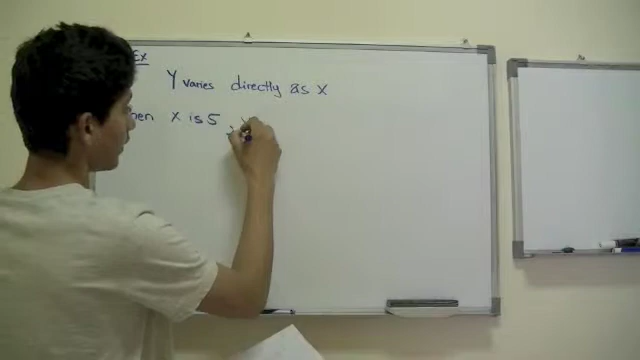 Ex
Y varies directly as X
X is 5, Y